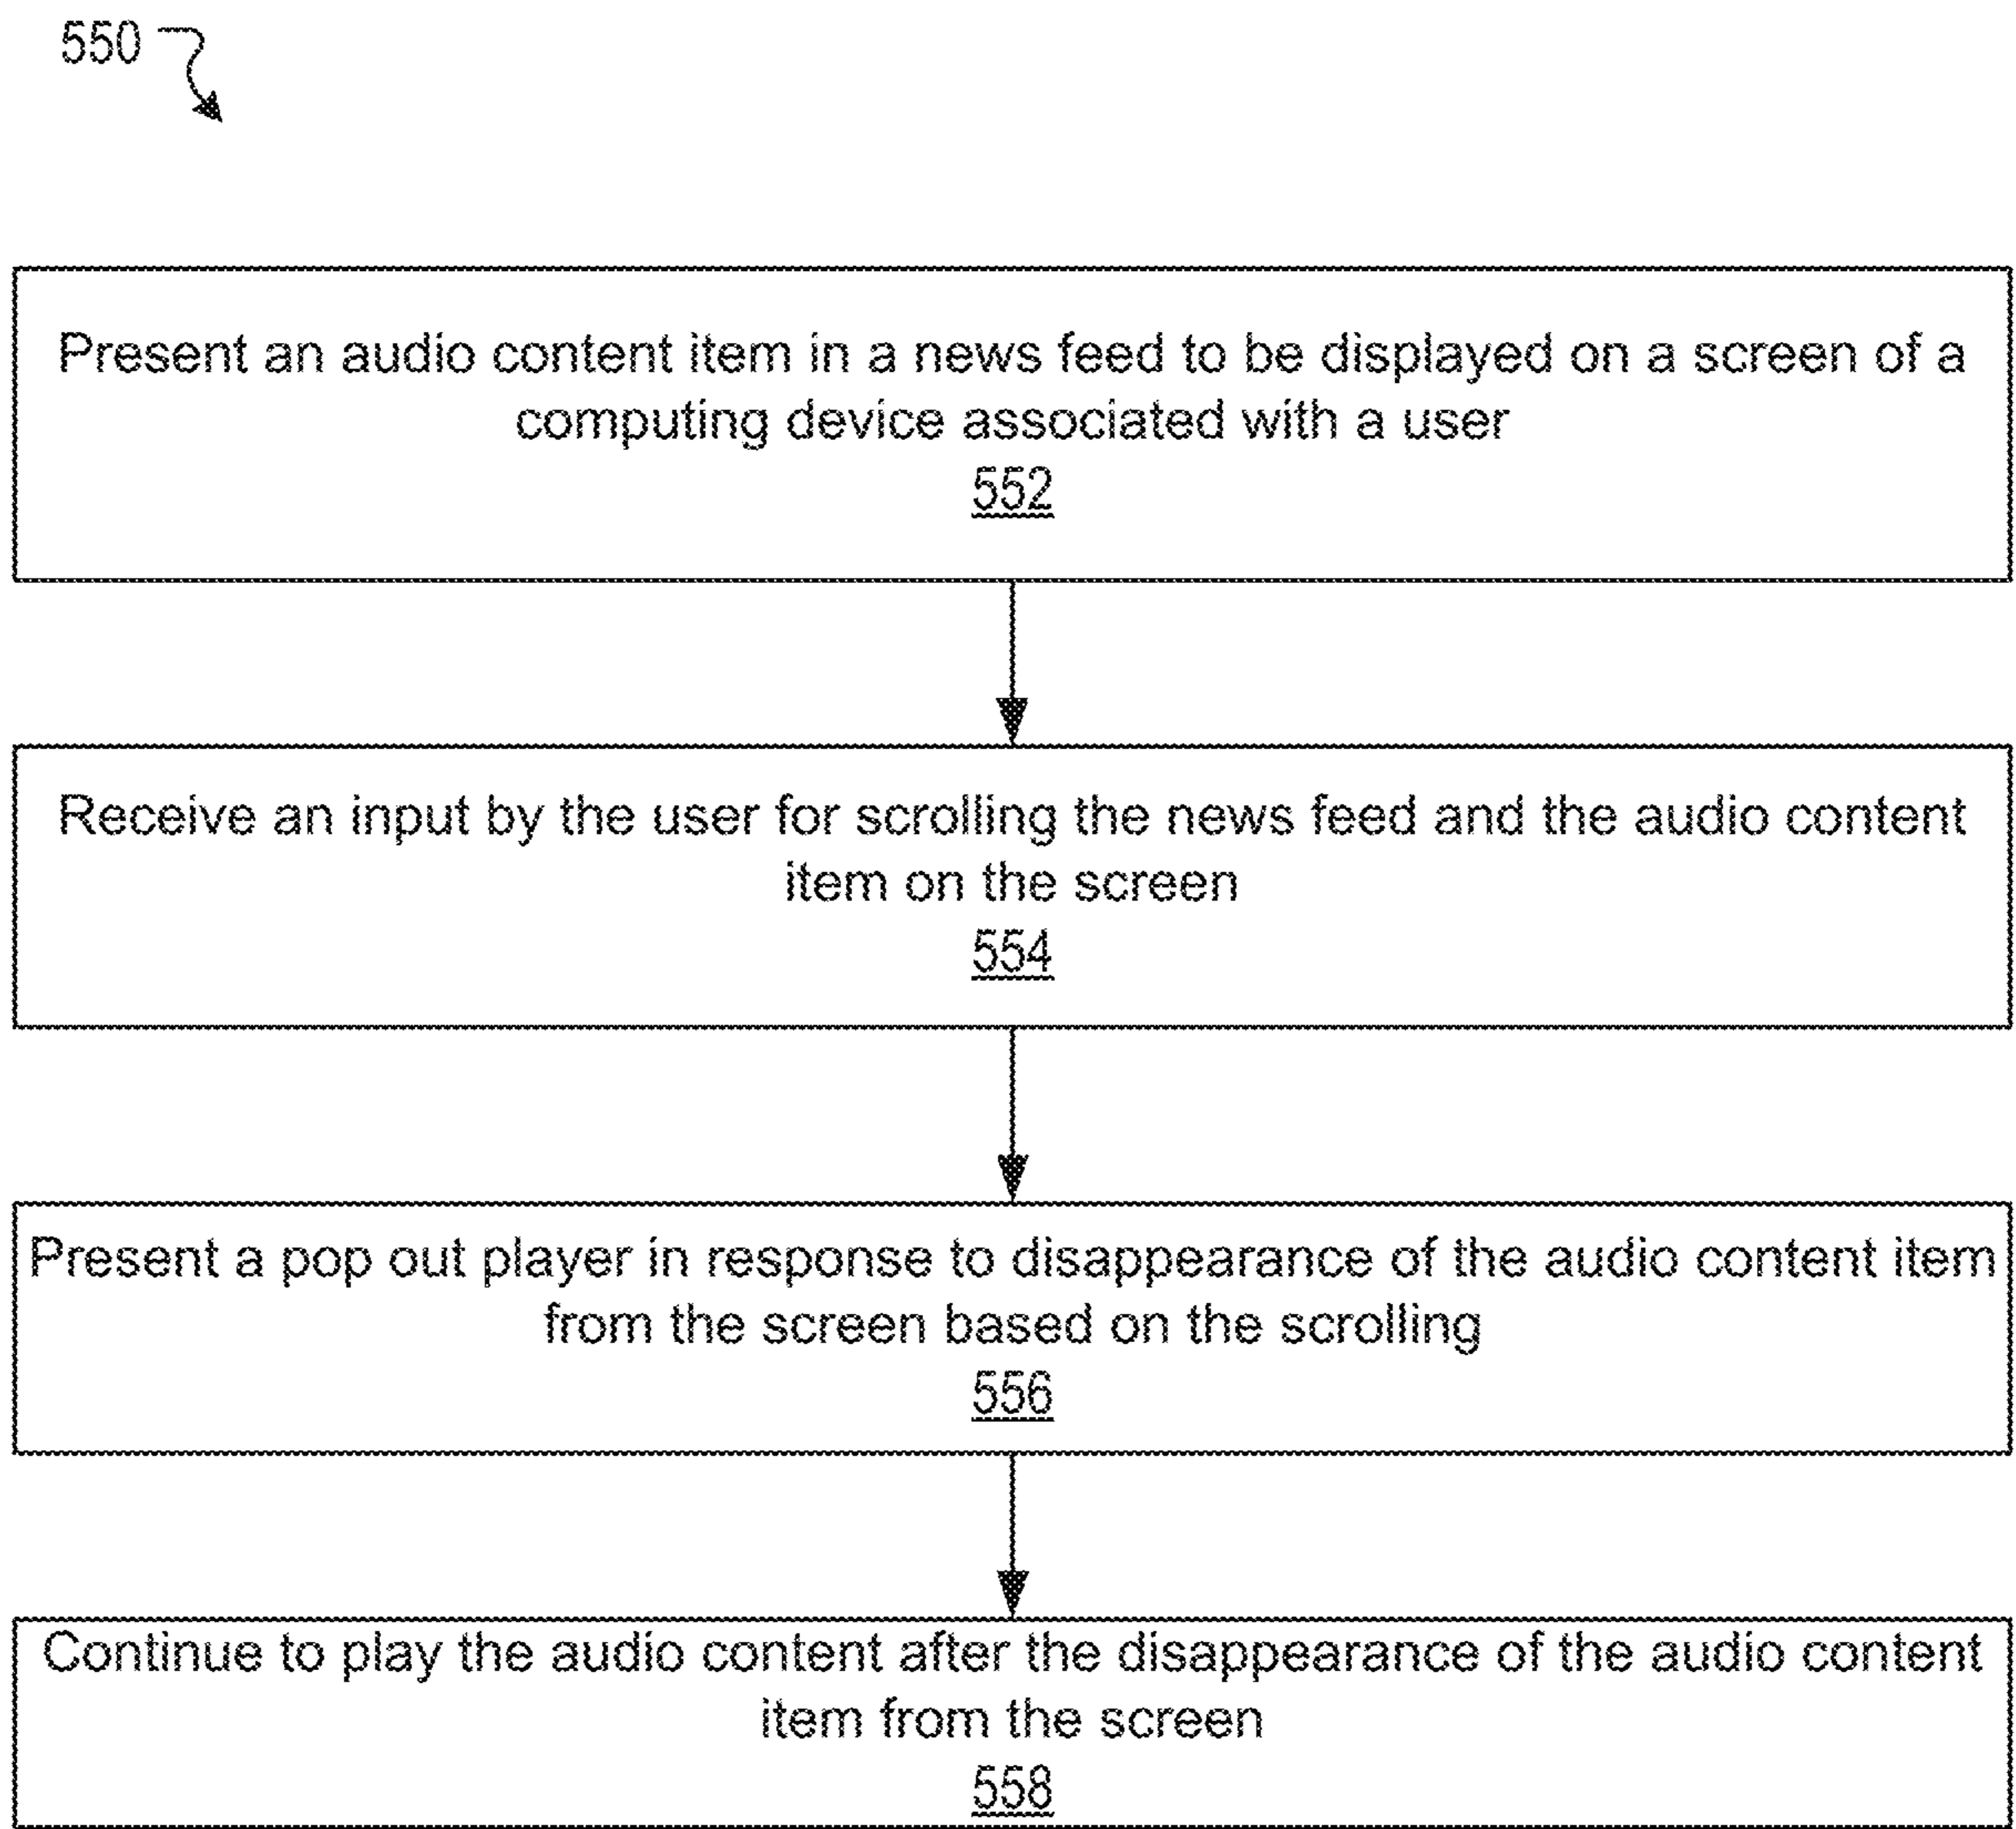 550
Present an audio content item in a news feed to be displayed on a screen of a
computing device associated with a user
552
Receive an input by the user for scrolling the news feed and the audio content
item on the screen
554
Present a pop out player in response to disappearance of the audio content item
from the screen based on the scrolling
556
Continue to play the audio content after the disappearance of the audio content
item from the screen
558